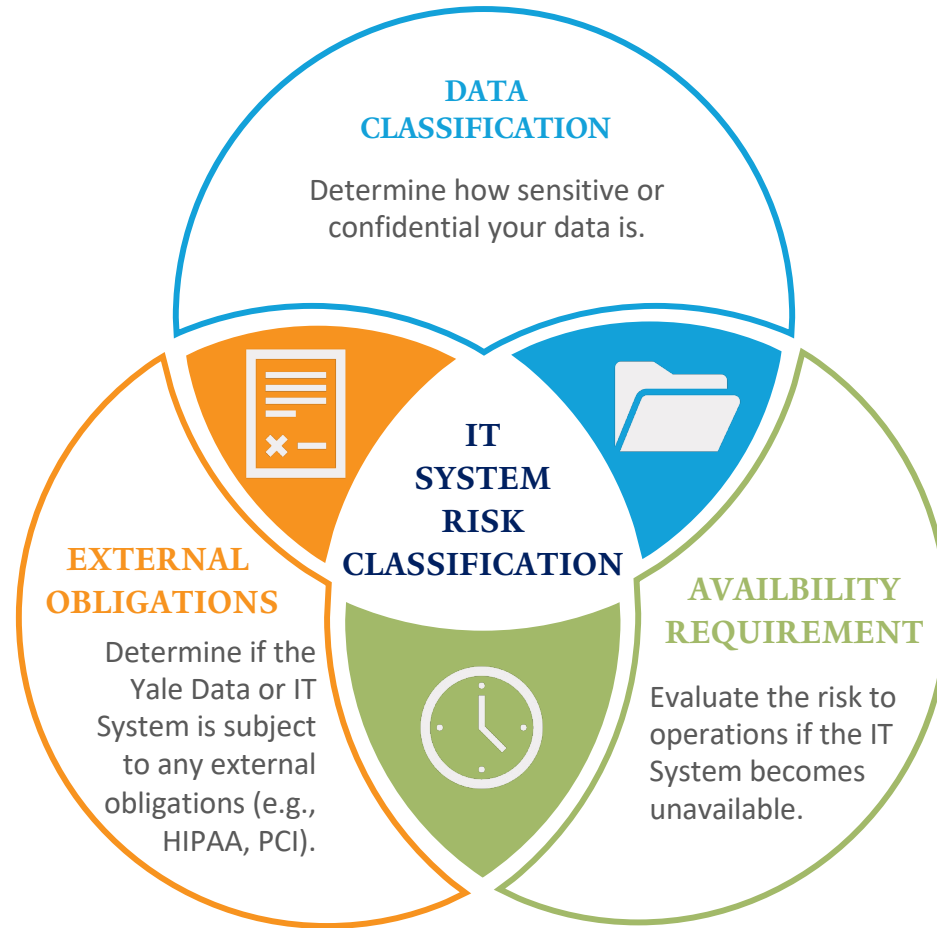 DATA
CLASSIFICATION
Determine how sensitive or
confidential your data is.
IT
SYSTEM
RISK
CLASSIFICATION
EXTERNAL
OBLIGATIONS
Determine if the
Yale Data or IT
System is subject
to any external
obligations (e.g.,
HIPAA, PCI).
AVAILBILITY
REQUIREMENT
Evaluate the risk to
operations if the IT
System becomes
unavailable.